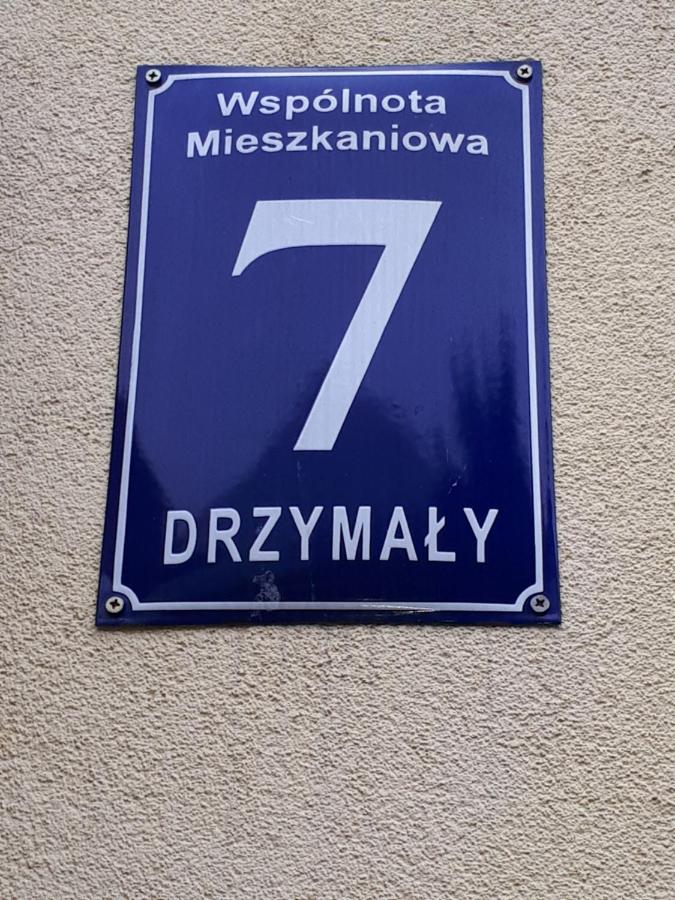 Wspólnota
Mieszkaniowa
7
DRZYMAŁY